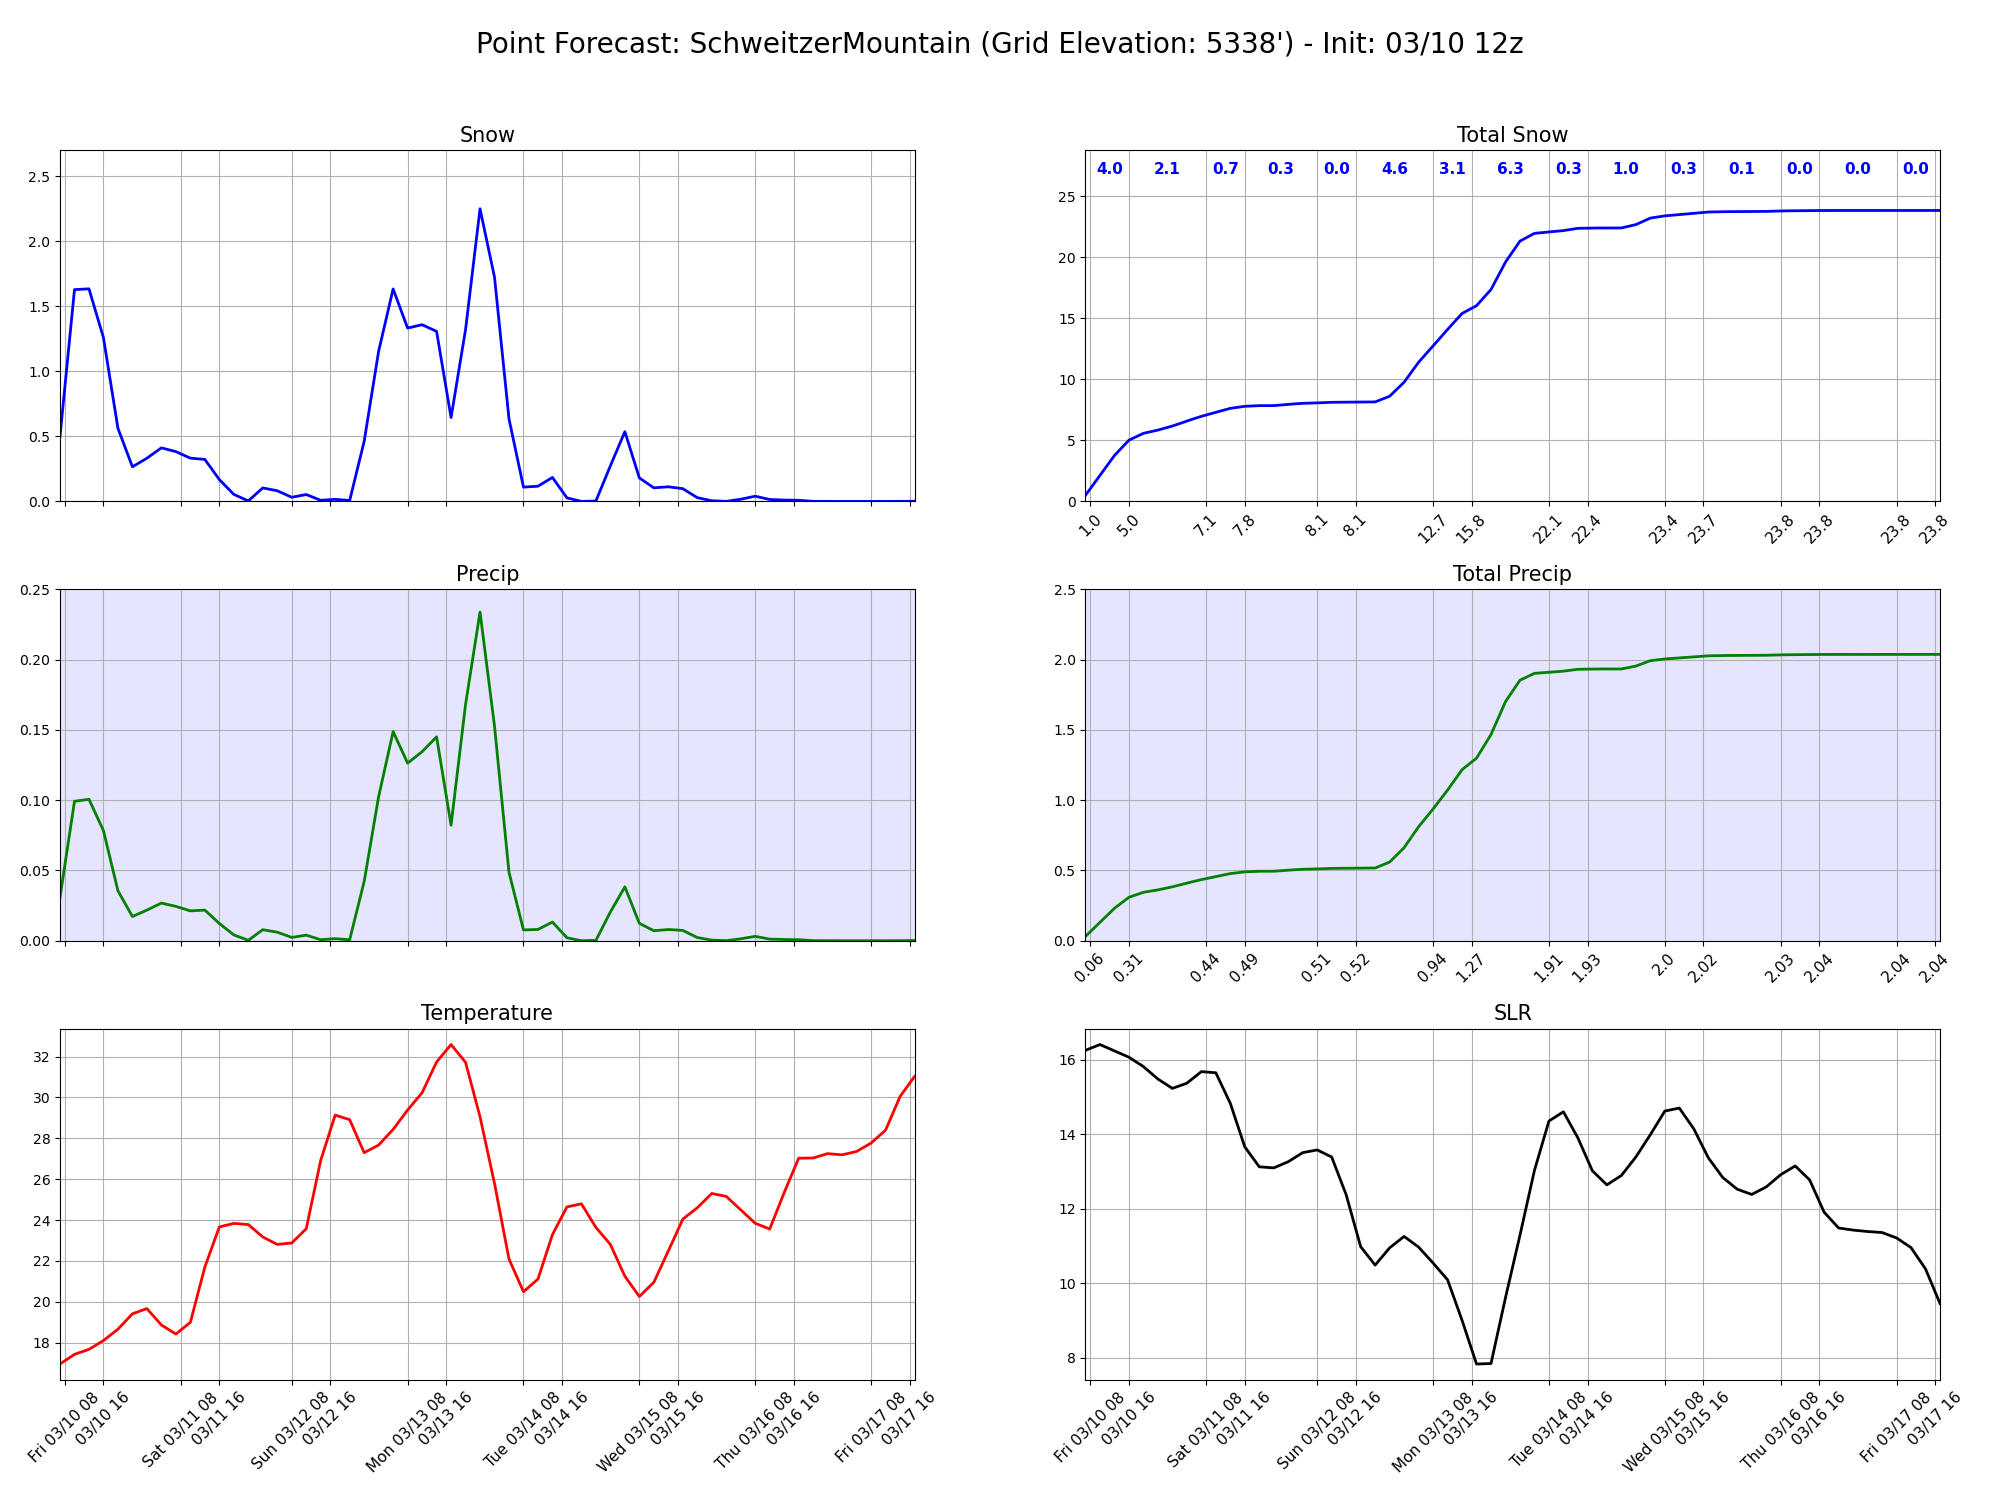 Point Forecast: SchweitzerMountain (Grid Elevation: 5338') - Init: 03/10 12z
Snow
2.5
2.0
1.5
1.0
0.5
0.0
Total Snow
4.0 2.1 0.7 0.3 0.0 4.6 3.1 6.3 0.3 1.0 0.3 0.1 0.0 0.0 0.0
25
20
15
10
5
0
1.0 5.0 7.1 7.8 8.1 8.1 12.7 15.8 22.1 22.4 23.4 23.7 23.8 23.8 23.8 23.8
Precip
0.25
0.20
0.15
0.10
0.05
0.00
Total Precip
2.5
2.0
1.5
1.0
0.5
0.0
0.06 0.31 0.44 0.49 0.51 0.52 0.94 1.27 1.91 1.93 2.0 2.02 2.03 2.04 2.04 2.04
Temperature
32
30
28
26
24
22
20
18
Fri 03/10 08
03/10 16
Sat 03/11 08
03/11 16
Sun 03/12 08
03/12 16
Mon 03/13 08
03/13 16
Tue 03/14 08
03/14 16
Wed 03/15 08
03/15 16
Thu 03/16 08
03/16 16
Fri 03/17 08
03/17 16
SLR
16
14
12
10
8
Fri 03/10 08
03/10 16
Sat 03/11 08
03/11 16
Sun 03/12 08
03/12 16
Mon 03/13 08
03/13 16
Tue 03/14 08
03/14 16
Wed 03/15 08
03/15 16
Thu 03/16 08
03/16 16
Fri 03/17 08
03/17 16